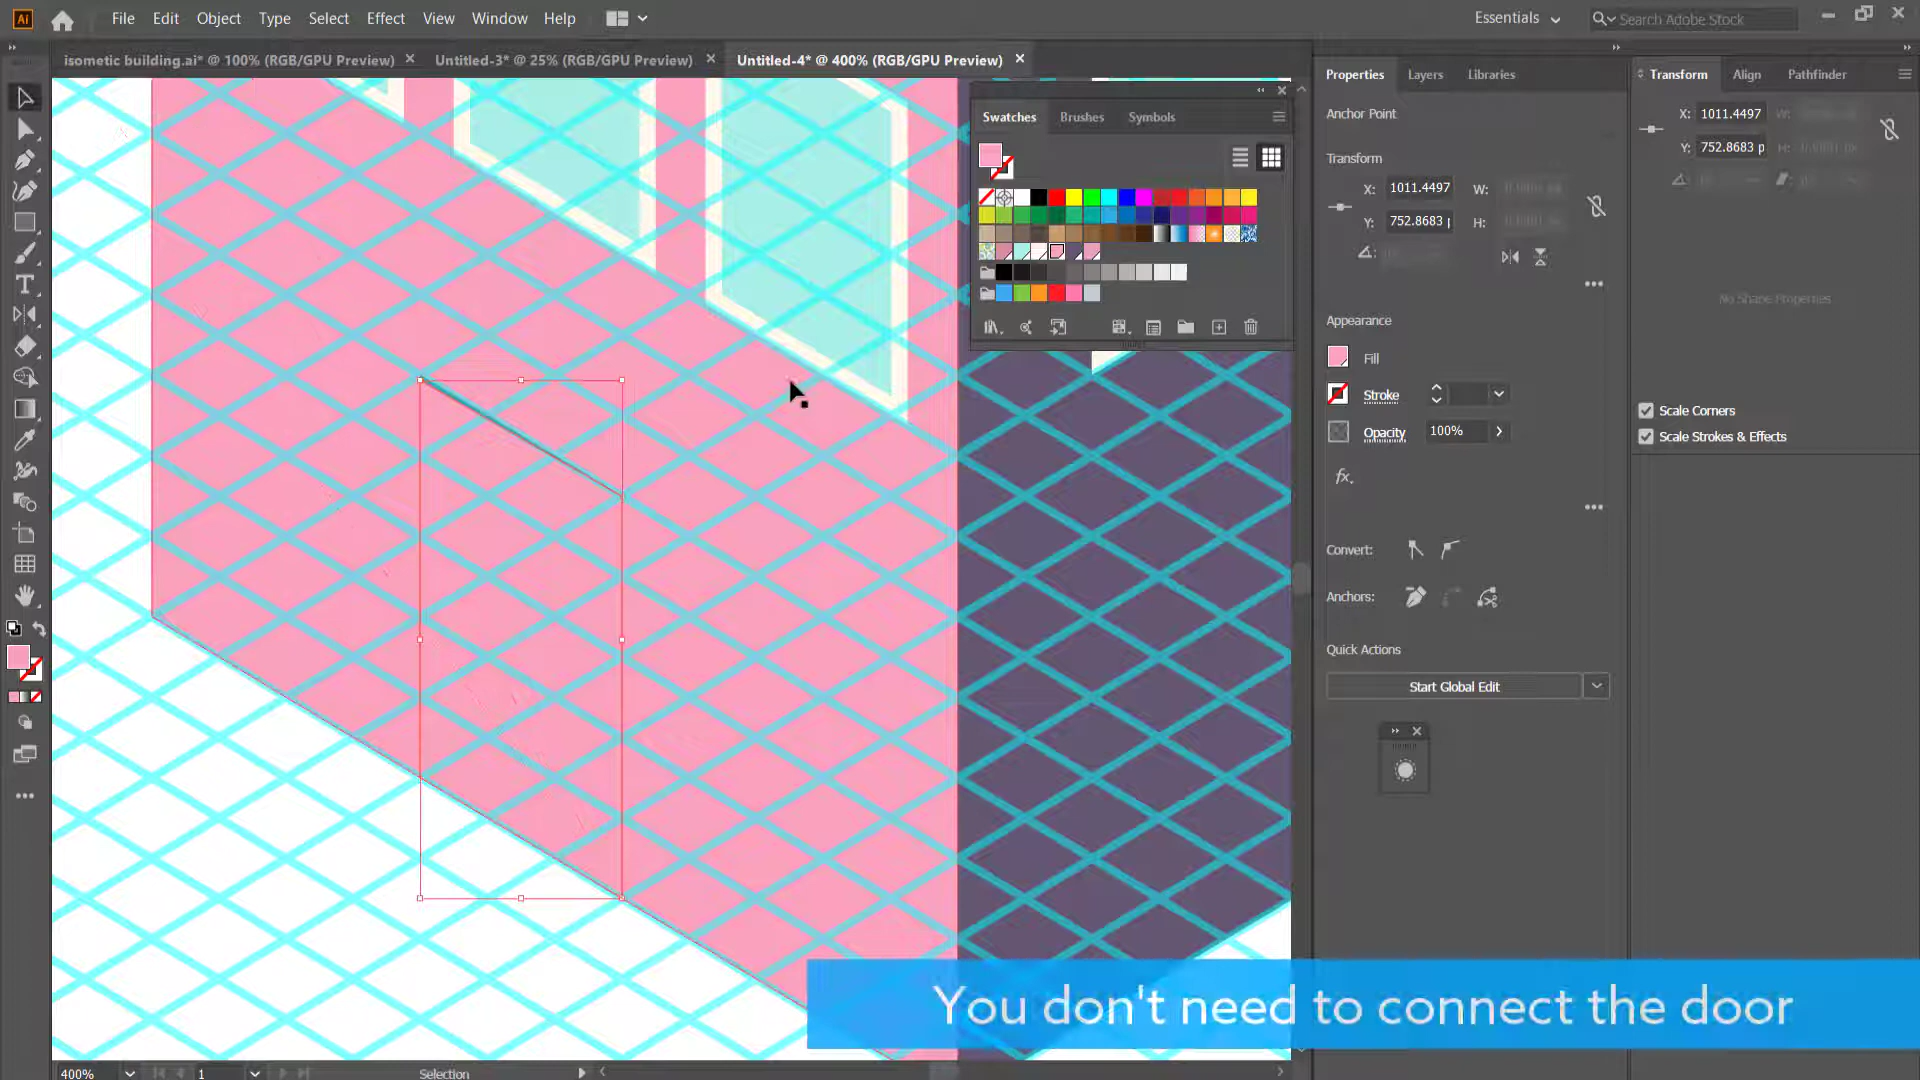 Ai
File Edit Object Type Select Effect View Window Help
Essentials
Search Adobe Stock
isometic building.ai* @ 100% (RGB/GPU Preview)
Untitled-3* @ 25% (RGB/GPU Preview)
Untitled-4* @ 400% (RGB/GPU Preview)
Swatches Brushes Symbols
Properties Layers Libraries
Anchor Point
Transform
X: 1011.4497 W:
Y: 752.8683 p H:
Appearance
Fill
Stroke
Opacity 100%
fx.
Convert:
Anchors:
Quick Actions
Start Global Edit
Transform Align Pathfinder
X: 1011.4497 W:
Y: 752.8683 p H:
No Shape Properties
Scale Corners
Scale Strokes & Effects
You don't need to connect the door
400% 1 Selection